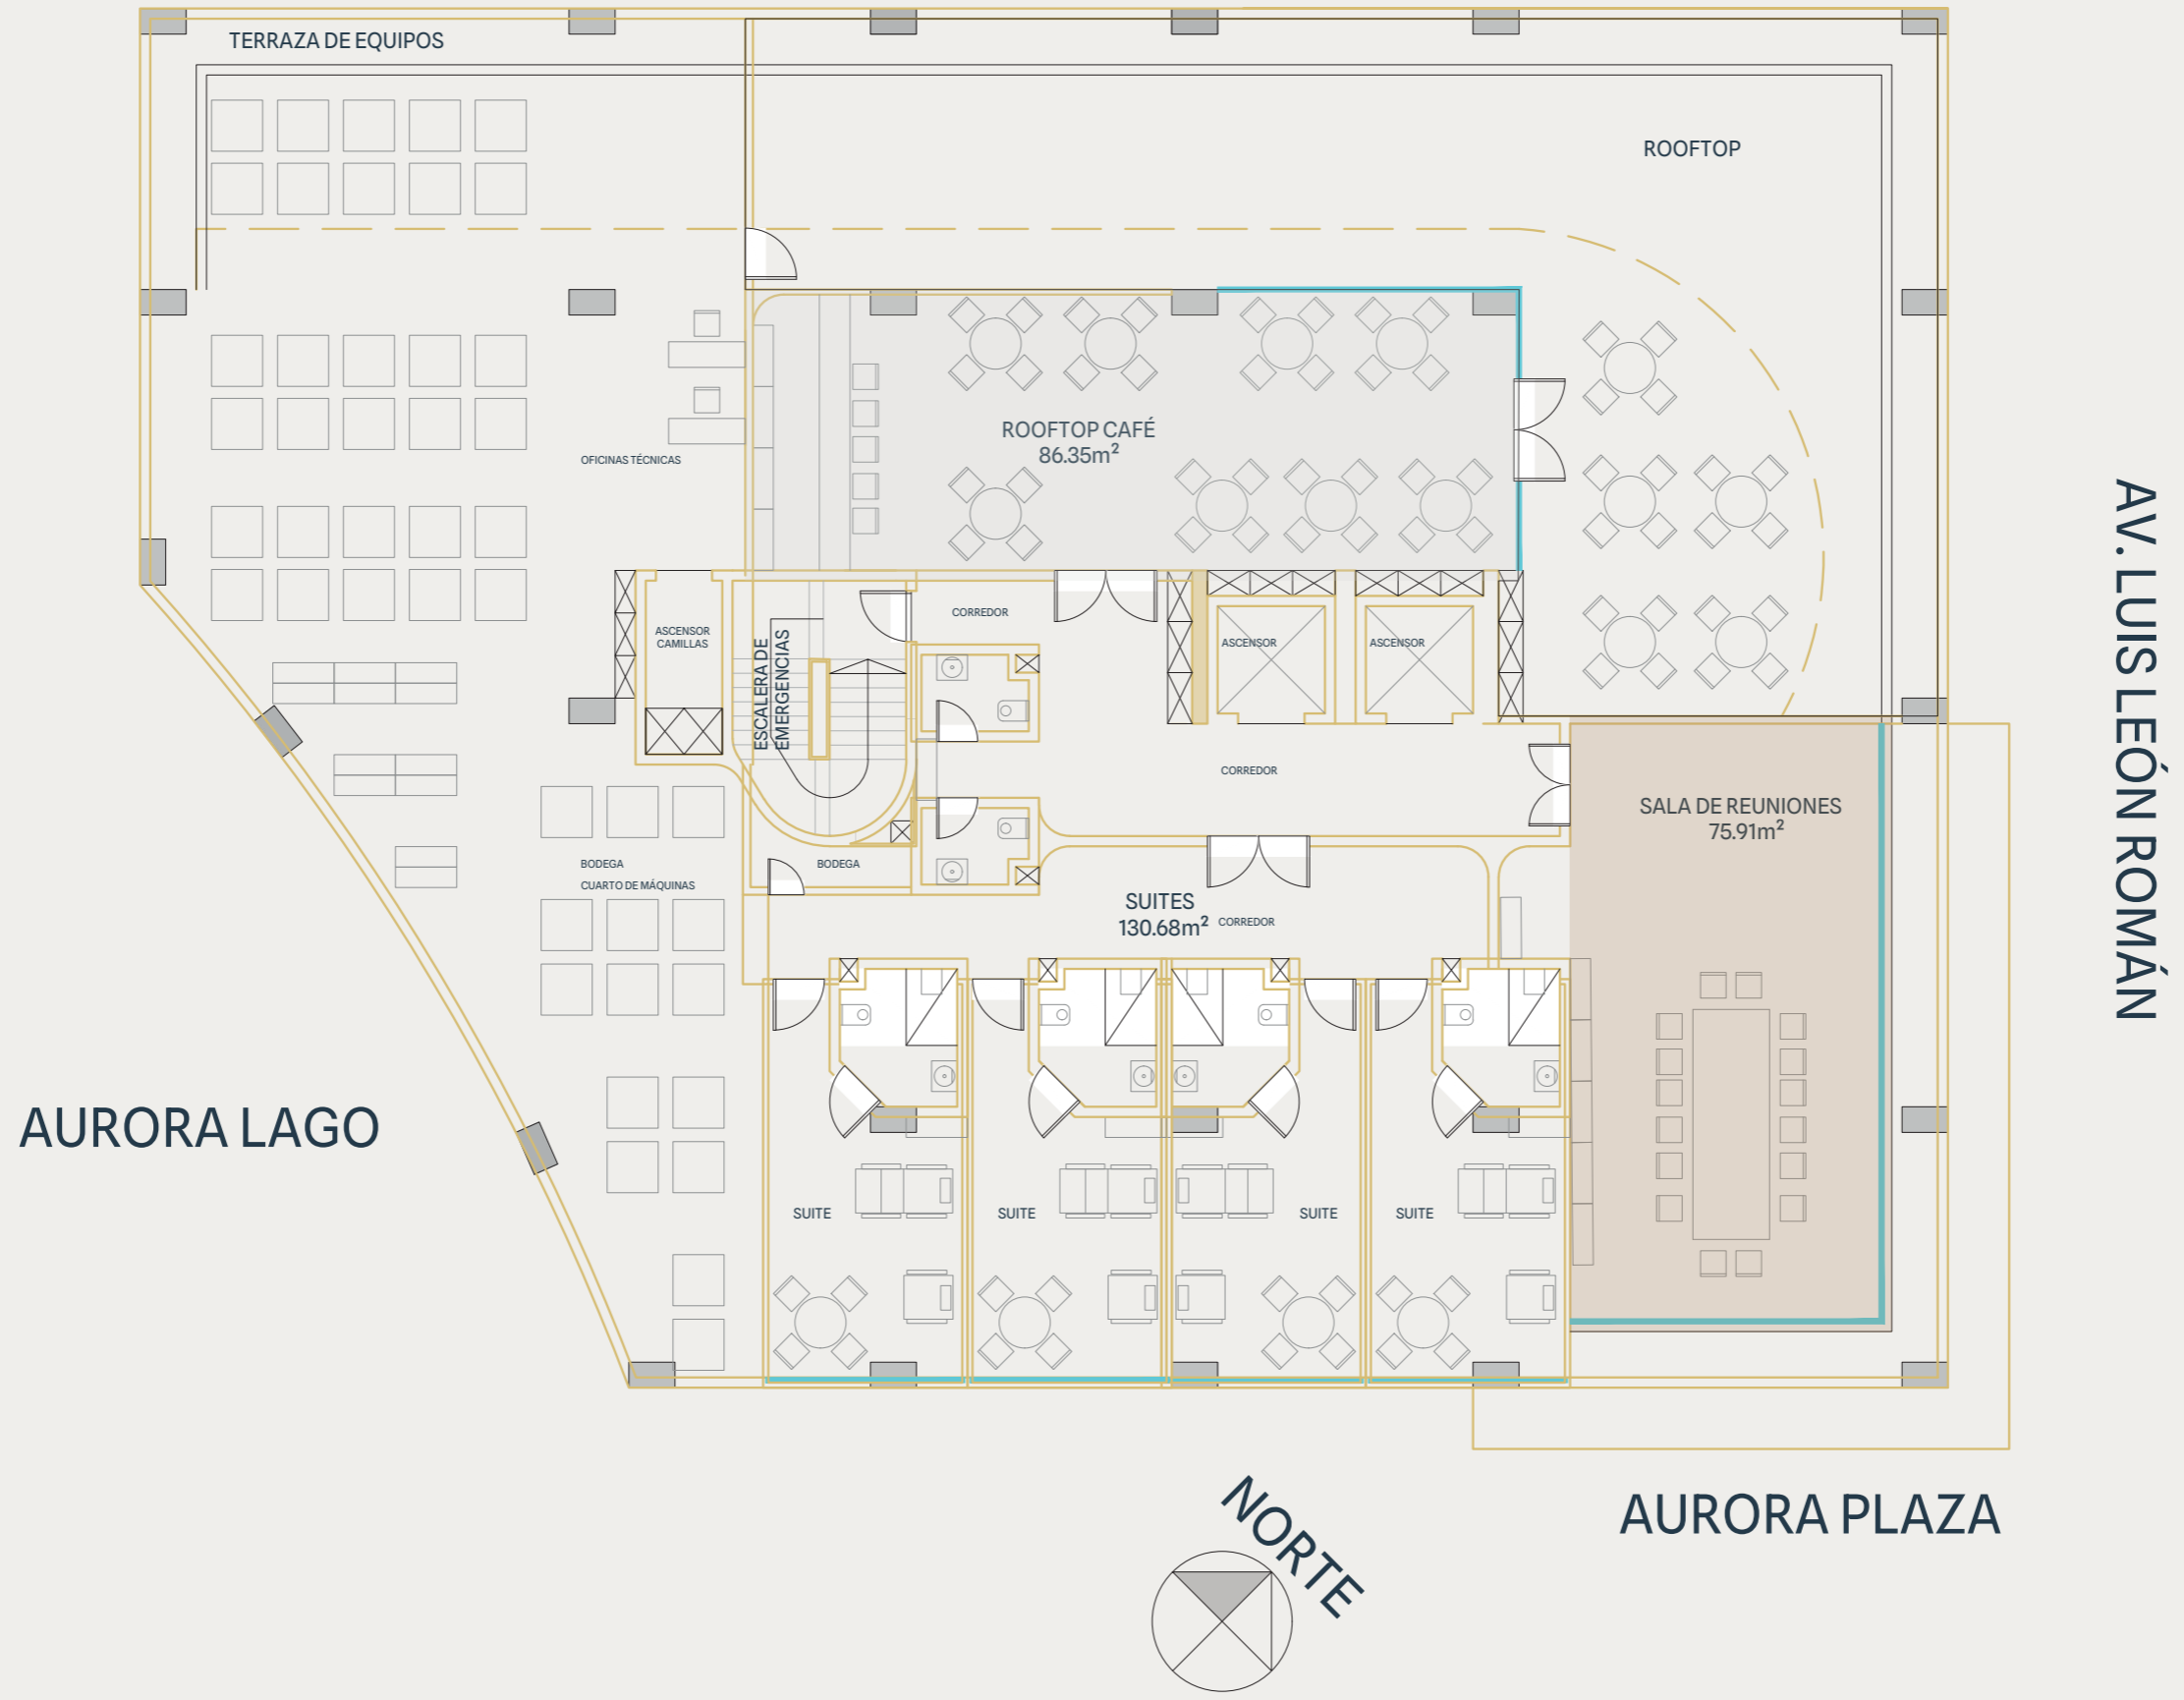 TERRAZA DE EQUIPOS
ROOFTOP
ROOFTOP CAFÉ
86.35m²
OFICINAS TÉCNICAS
AV. LUIS LEÓN ROMÁN
CORREDOR
ASCENSOR
CAMILLAS
ESCALERA DE
EMERGENCIAS
ASCENSOR
ASCENSOR
CORREDOR
SALA DE REUNIONES
75.91m²
BODEGA
CUARTO DE MÁQUINAS
BODEGA
SUITES
130.68m²
CORREDOR
AURORA LAGO
SUITE
SUITE
SUITE
SUITE
NORTE
AURORA PLAZA